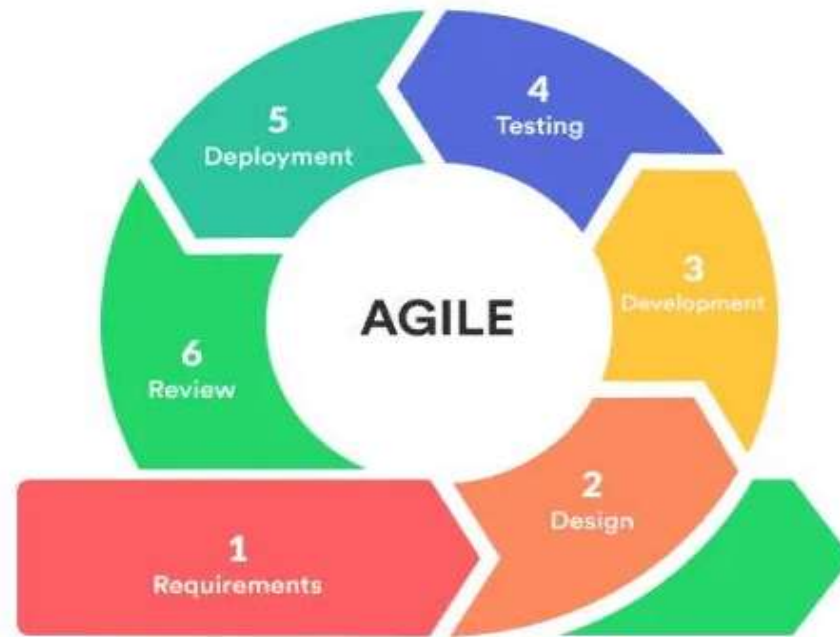 4
Testing
5
Deployment
3
Development
AGILE
6
Review
2
Design
1
Requirements